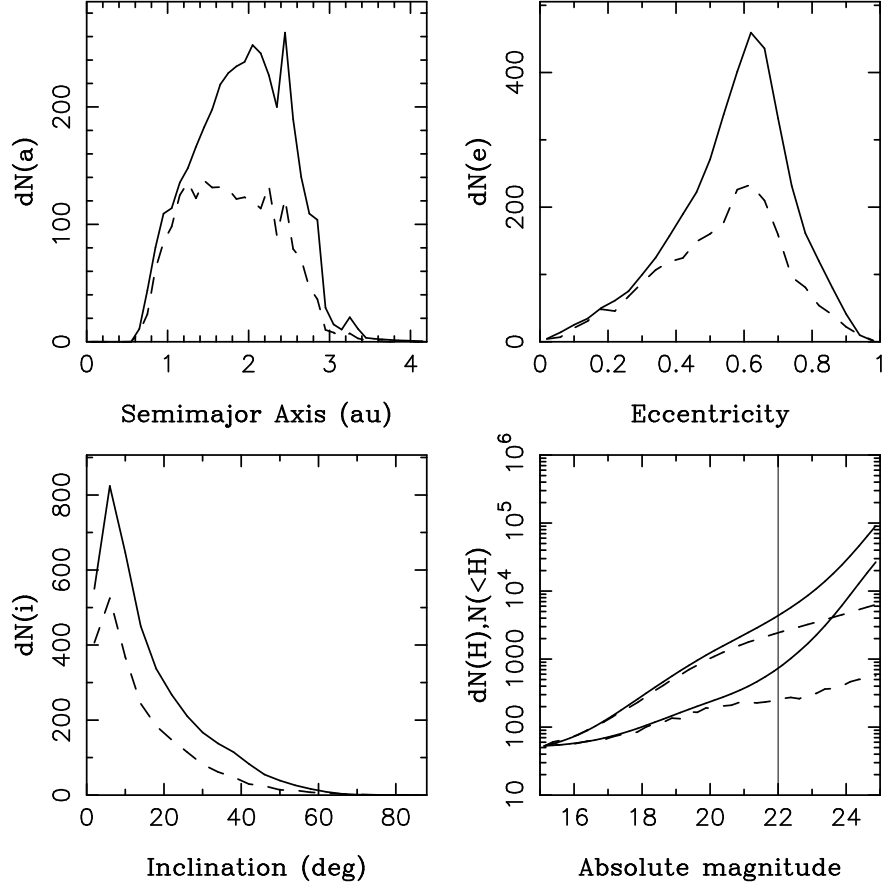 dN(a)
200
100
0
0 1 2 3 4
Semimajor Axis (au)
dN(e)
400
200
0
0 0.2 0.4 0.6 0.8 1
Eccentricity
dN(i)
800
600
400
200
0
0 20 40 60 80
Inclination (deg)
dN(H),N(<H)
10⁶
10⁵
10⁴
1000
100
10
16 18 20 22 24
Absolute magnitude